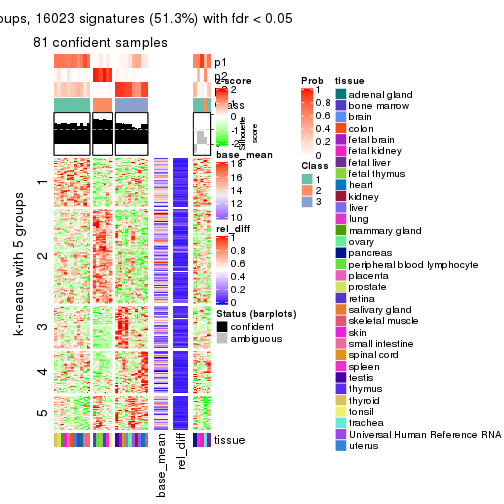 oups, 16023 signatures (51.3%) with fdr < 0.05
81 confident samples
p1
p2
z-score
2
1
0
-1
-2
Class
Silhouette
score
base_mean
18
16
14
12
10
rel_diff
1
0.8
0.6
0.4
0.2
0
Status (barplots)
confident
ambiguous
Prob
1
0.8
0.6
0.4
0.2
0
Class
1
2
3
tissue
adrenal gland
bone marrow
brain
colon
fetal brain
fetal kidney
fetal liver
fetal thymus
heart
kidney
liver
lung
mammary gland
ovary
pancreas
peripheral blood lymphocyte
placenta
prostate
retina
salivary gland
skeletal muscle
skin
small intestine
spinal cord
spleen
testis
thymus
thyroid
tonsil
trachea
Universal Human Reference RNA
uterus
k-means with 5 groups
1
2
3
4
5
tissue
base_mean
rel_diff